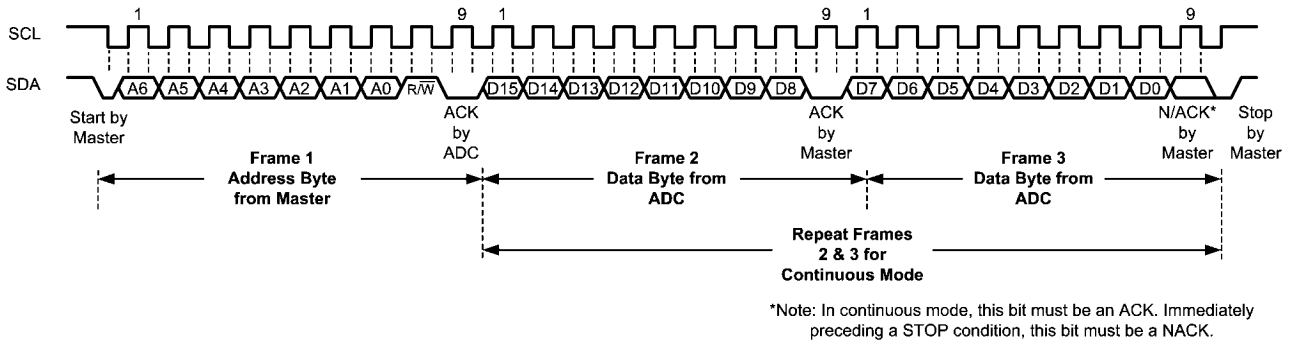 1 9 1 9 1 9
SCL
SDA A6 A5 A4 A3 A2 A1 A0 R/W̅ D15 D14 D13 D12 D11 D10 D9 D8 D7 D6 D5 D4 D3 D2 D1 D0
Start by
Master
ACK
by
ADC
ACK
by
Master
N/ACK*
by
Master
Stop
by
Master
Frame 1
Address Byte
from Master
Frame 2
Data Byte from
ADC
Frame 3
Data Byte from
ADC
Repeat Frames
2 & 3 for
Continuous Mode
*Note: In continuous mode, this bit must be an ACK. Immediately
preceding a STOP condition, this bit must be a NACK.